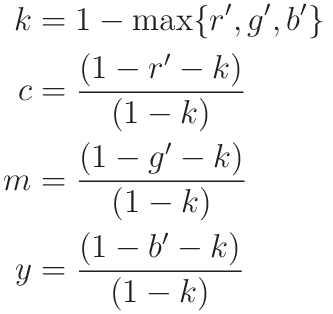 k = 1 − max{r′, g′, b′}
c = (1 − r′ − k) / (1 − k)
m = (1 − g′ − k) / (1 − k)
y = (1 − b′ − k) / (1 − k)